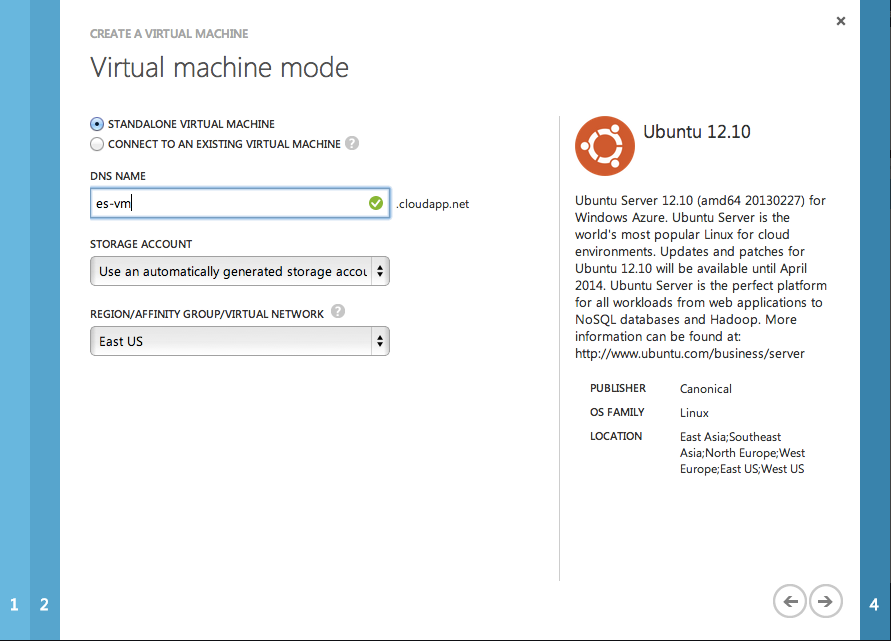 CREATE A VIRTUAL MACHINE
Virtual machine mode
STANDALONE VIRTUAL MACHINE
CONNECT TO AN EXISTING VIRTUAL MACHINE ?
DNS NAME
es-vm
.cloudapp.net
STORAGE ACCOUNT
Use an automatically generated storage accou
REGION/AFFINITY GROUP/VIRTUAL NETWORK ?
East US
Ubuntu 12.10
Ubuntu Server 12.10 (amd64 20130227) for
Windows Azure. Ubuntu Server is the
world's most popular Linux for cloud
environments. Updates and patches for
Ubuntu 12.10 will be available until April
2014. Ubuntu Server is the perfect platform
for all workloads from web applications to
NoSQL databases and Hadoop. More
information can be found at:
http://www.ubuntu.com/business/server
PUBLISHER Canonical
OS FAMILY Linux
LOCATION East Asia;Southeast
Asia;North Europe;West
Europe;East US;West US
1 2
4